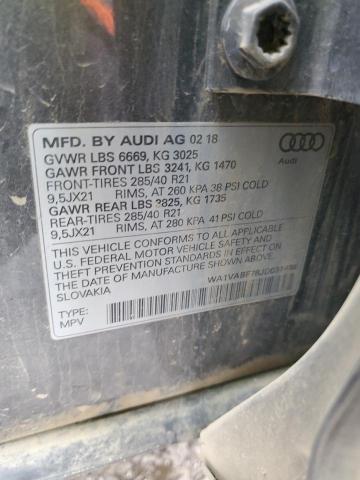 MFD. BY AUDI AG 02 18
GVWR LBS 6669, KG 3025
GAWR FRONT LBS 3241, KG 1470
FRONT-TIRES 285/40 R21
9,5JX21 RIMS, AT 260 KPA 38 PSI COLD
GAWR REAR LBS 3825, KG 1735
REAR-TIRES 285/40 R21
9,5JX21 RIMS, AT 280 KPA 41 PSI COLD
THIS VEHICLE CONFORMS TO ALL APPLICABLE
U.S. FEDERAL MOTOR VEHICLE SAFETY AND
THEFT PREVENTION STANDARDS IN EFFECT ON
THE DATE OF MANUFACTURE SHOWN ABOVE
SLOVAKIA
TYPE:
MPV
Audi